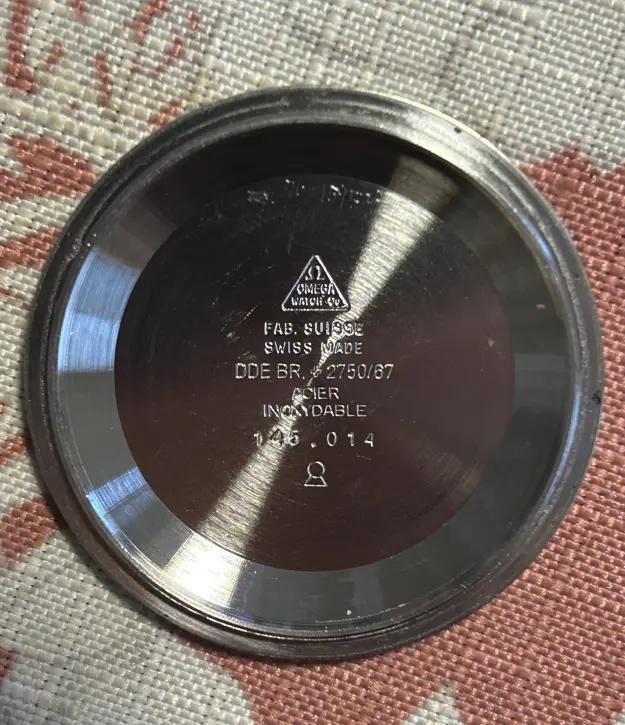 Ω
OMEGA
WATCH Co
FAB. SUISSE
SWISS MADE
DDE BR. + 2750/67
ACIER
INOXYDABLE
145.014